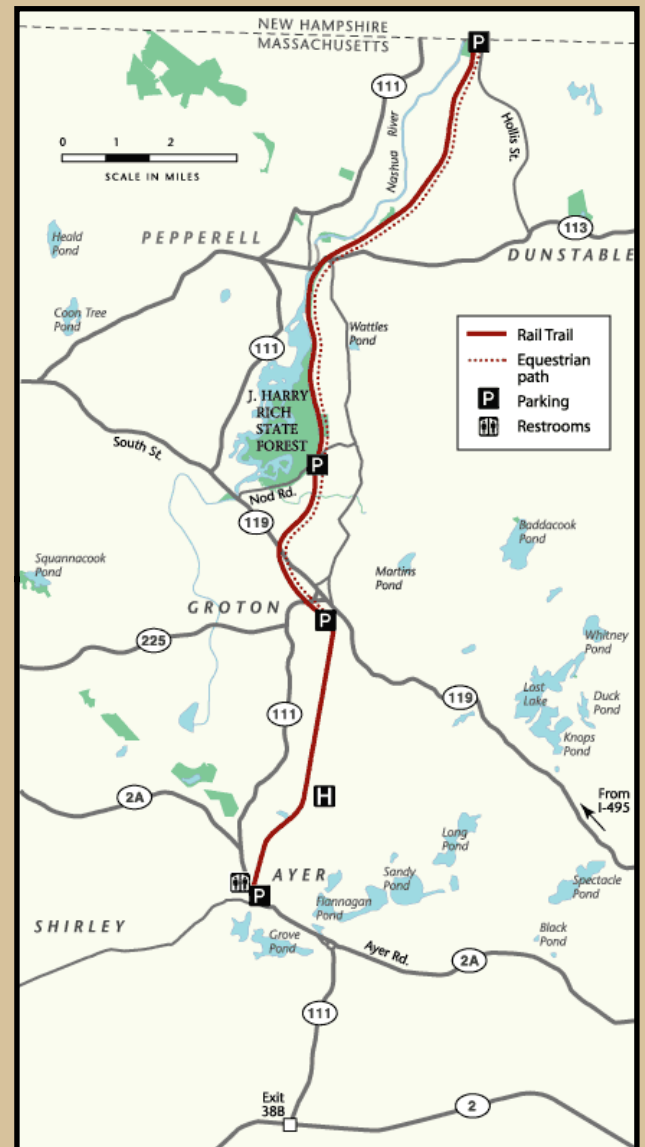 NEW HAMPSHIRE
MASSACHUSETTS
P
111
Nashua River
Hollis St.
0 1 2
SCALE IN MILES
113
Heald
Pond
PEPPERELL
DUNSTABLE
Coon Tree
Pond
Wattles
Pond
111
Rail Trail
Equestrian
path
P
Parking
Restrooms
J. HARRY
RICH
STATE
FOREST
South St.
P
Nod Rd.
119
Baddacook
Pond
Squannacook
Pond
Martins
Pond
GROTON
P
225
Whitney
Pond
119
Lost
Lake
Duck
Pond
111
Knops
Pond
2A
H
From
I-495
Long
Pond
AYER
Sandy
Pond
Spectacle
Pond
P
Flannagan
Pond
SHIRLEY
Grove
Pond
Black
Pond
Ayer Rd.
2A
111
Exit
38B
2